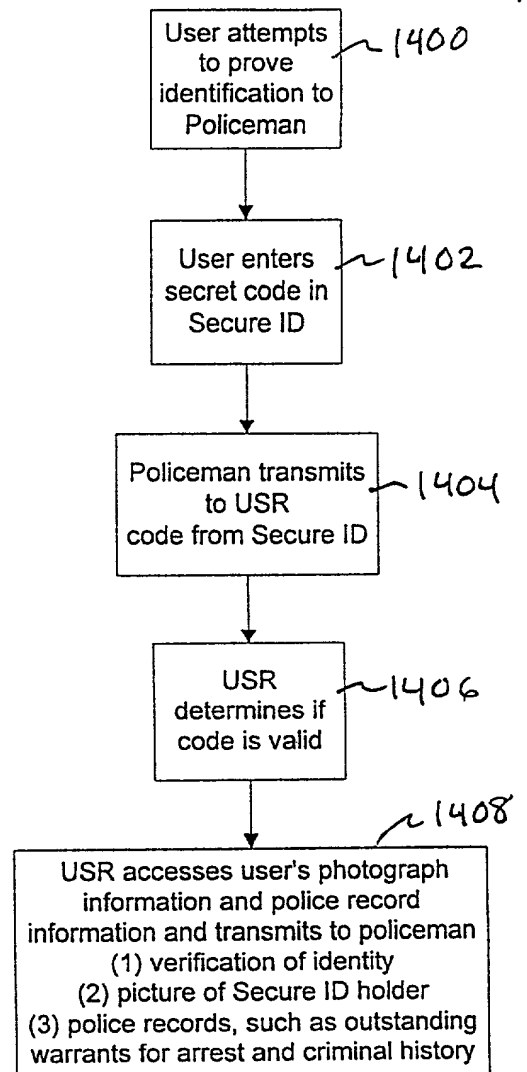 User attempts
to prove
identification to
Policeman
1400
User enters
secret code in
Secure ID
1402
Policeman transmits
to USR
code from Secure ID
1404
USR
determines if
code is valid
1406
1408
USR accesses user's photograph
information and police record
information and transmits to policeman
(1) verification of identity
(2) picture of Secure ID holder
(3) police records, such as outstanding
warrants for arrest and criminal history